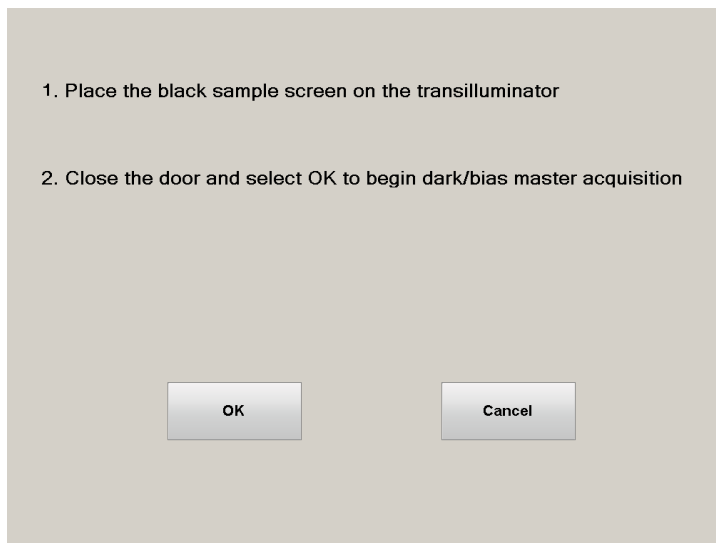 1. Place the black sample screen on the transilluminator
2. Close the door and select OK to begin dark/bias master acquisition
OK
Cancel